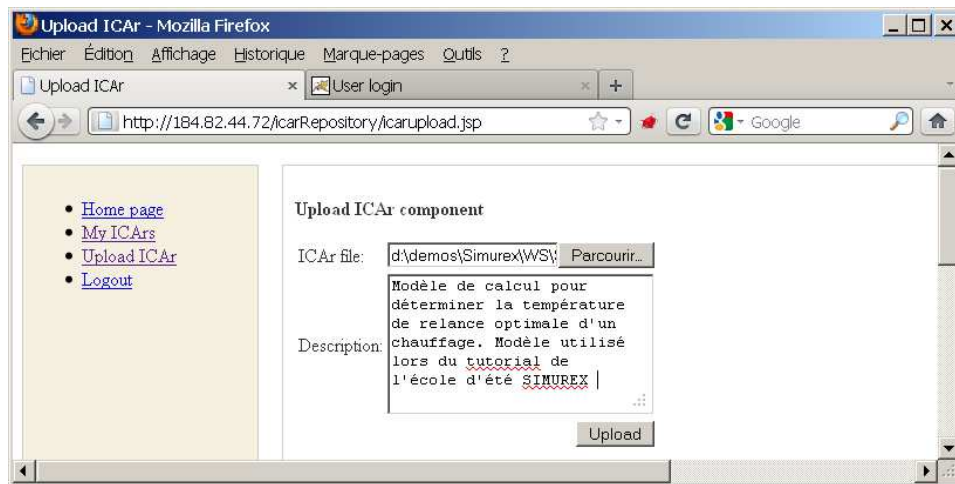 Upload ICAr - Mozilla Firefox
Fichier Édition Affichage Historique Marque-pages Outils ?
Upload ICAr × User login × +
http://184.82.44.72/icarRepository/icarupload.jsp Google
Home page
My ICArs
Upload ICAr
Logout
Upload ICAr component
ICAr file: d:\demos\Simurex\WS\ Parcourir...
Description:
Modèle de calcul pour
déterminer la température
de relance optimale d'un
chauffage. Modèle utilisé
lors du tutorial de
l'école d'été SIMUREX
Upload